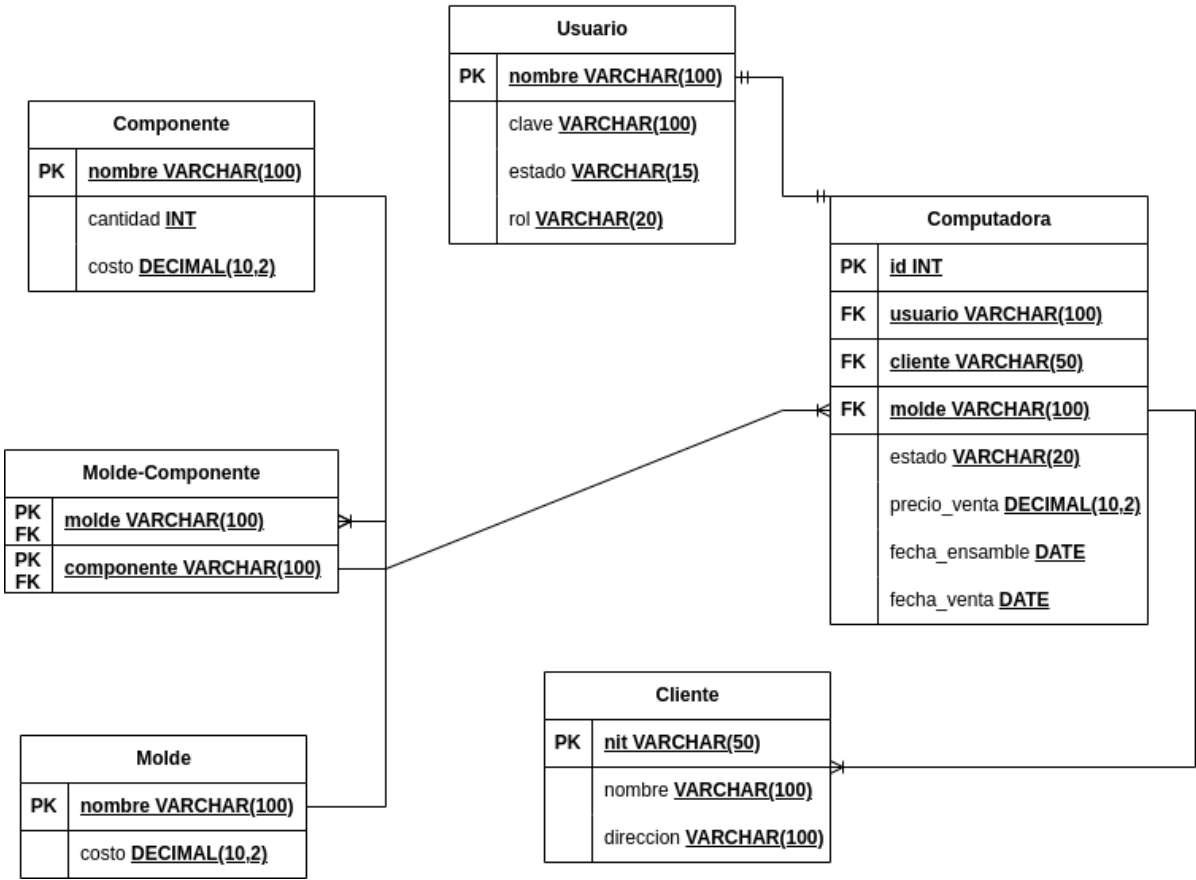 Usuario
PK nombre VARCHAR(100)
clave VARCHAR(100)
estado VARCHAR(15)
rol VARCHAR(20)
Componente
PK nombre VARCHAR(100)
cantidad INT
costo DECIMAL(10,2)
Computadora
PK id INT
FK usuario VARCHAR(100)
FK cliente VARCHAR(50)
FK molde VARCHAR(100)
estado VARCHAR(20)
precio_venta DECIMAL(10,2)
fecha_ensamble DATE
fecha_venta DATE
Molde-Componente
PK
FK molde VARCHAR(100)
PK
FK componente VARCHAR(100)
Cliente
PK nit VARCHAR(50)
nombre VARCHAR(100)
direccion VARCHAR(100)
Molde
PK nombre VARCHAR(100)
costo DECIMAL(10,2)